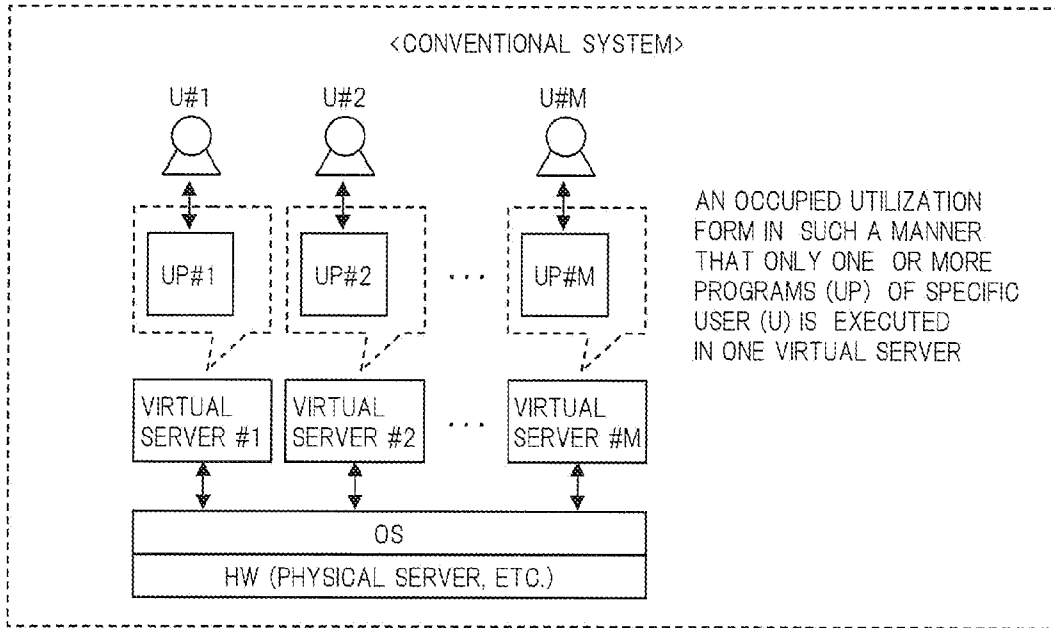 <CONVENTIONAL SYSTEM>
U#1
U#2
U#M
UP#1
UP#2
...
UP#M
AN OCCUPIED UTILIZATION
FORM IN SUCH A MANNER
THAT ONLY ONE OR MORE
PROGRAMS (UP) OF SPECIFIC
USER (U) IS EXECUTED
IN ONE VIRTUAL SERVER
VIRTUAL
SERVER #1
VIRTUAL
SERVER #2
...
VIRTUAL
SERVER #M
OS
HW (PHYSICAL SERVER, ETC.)